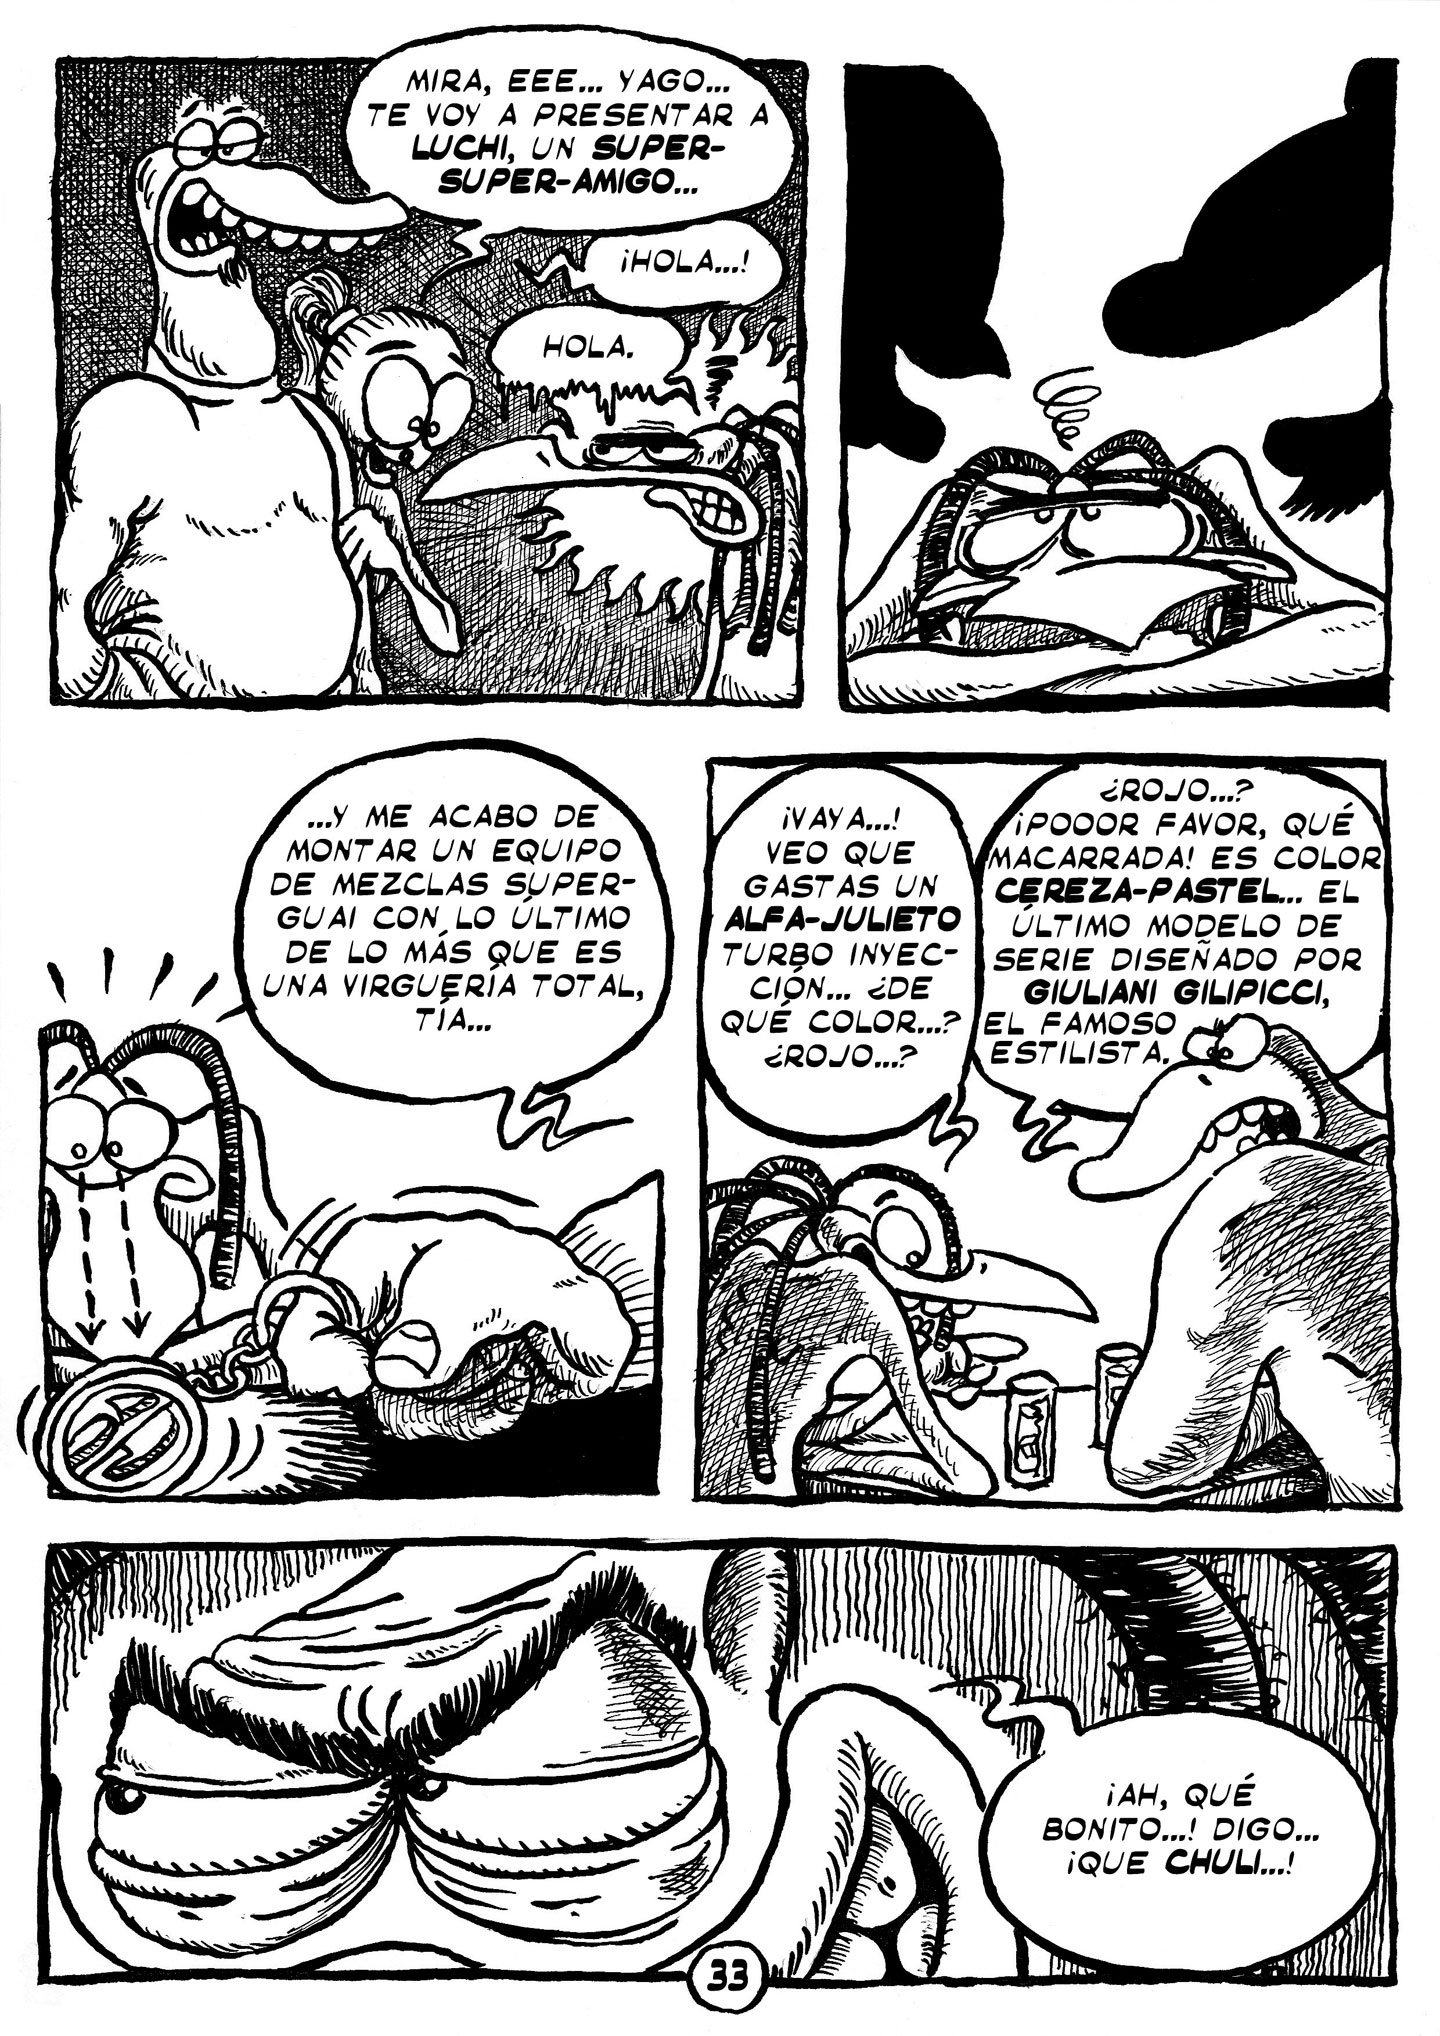 MIRA, EEE... YAGO...
TE VOY A PRESENTAR A
LUCHI, UN SUPER-
SUPER-AMIGO...
¡HOLA...!
HOLA.
...Y ME ACABO DE
MONTAR UN EQUIPO
DE MEZCLAS SUPER-
GUAI CON LO ÚLTIMO
DE LO MÁS QUE ES
UNA VIRGUERÍA TOTAL,
TÍA...
¡VAYA...!
VEO QUE
GASTAS UN
ALFA-JULIETO
TURBO INYEC-
CIÓN... ¿DE
QUÉ COLOR...?
¿ROJO...?
¿ROJO...?
¡POOOR FAVOR, QUÉ
MACARRADA! ES COLOR
CEREZA-PASTEL... EL
ÚLTIMO MODELO DE
SERIE DISEÑADO POR
GIULIANI GILIPICCI,
EL FAMOSO
ESTILISTA.
¡AH, QUÉ
BONITO...! DIGO...
¡QUE CHULI...!
33